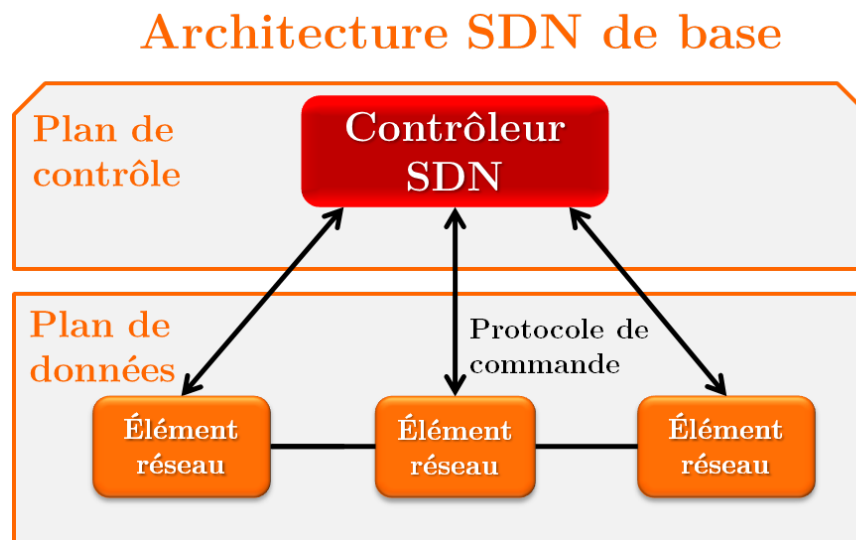 Architecture SDN de base
Plan de
contrôle
Contrôleur
SDN
Plan de
données
Protocole de
commande
Élément
réseau
Élément
réseau
Élément
réseau